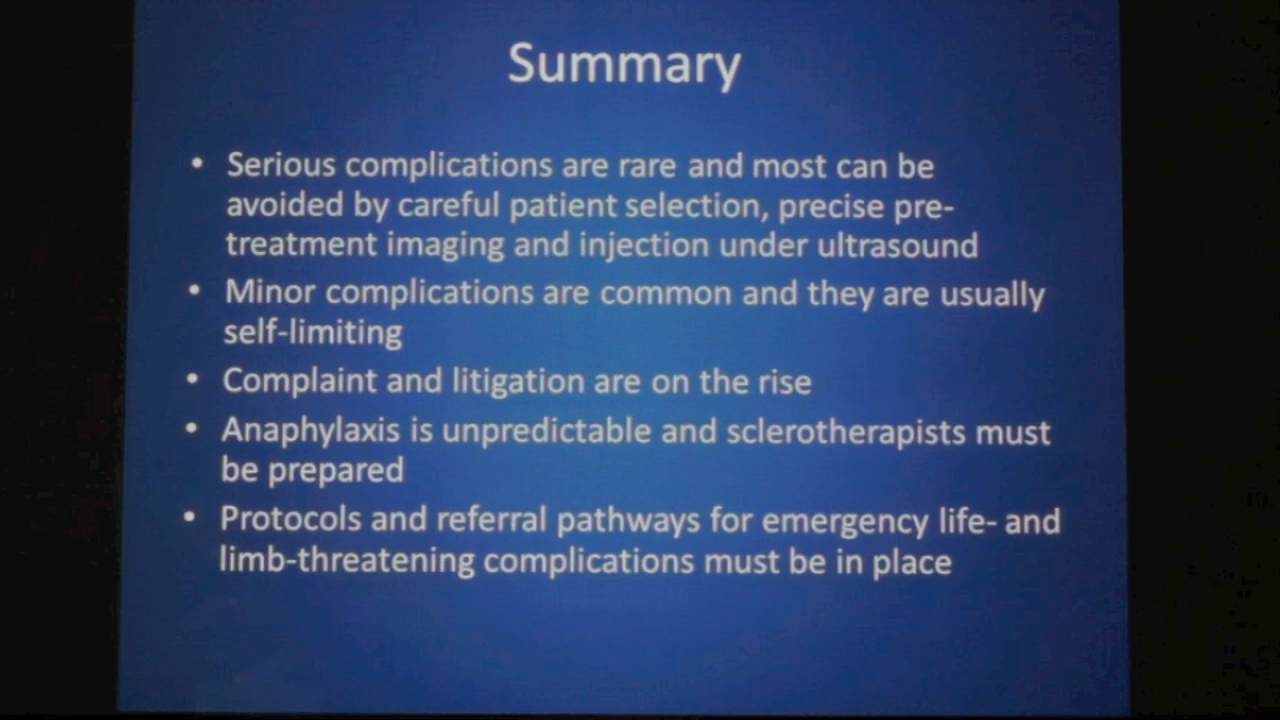 Summary
• Serious complications are rare and most can be
avoided by careful patient selection, precise pre-
treatment imaging and injection under ultrasound
• Minor complications are common and they are usually
self-limiting
• Complaint and litigation are on the rise
• Anaphylaxis is unpredictable and sclerotherapists must
be prepared
• Protocols and referral pathways for emergency life- and
limb-threatening complications must be in place